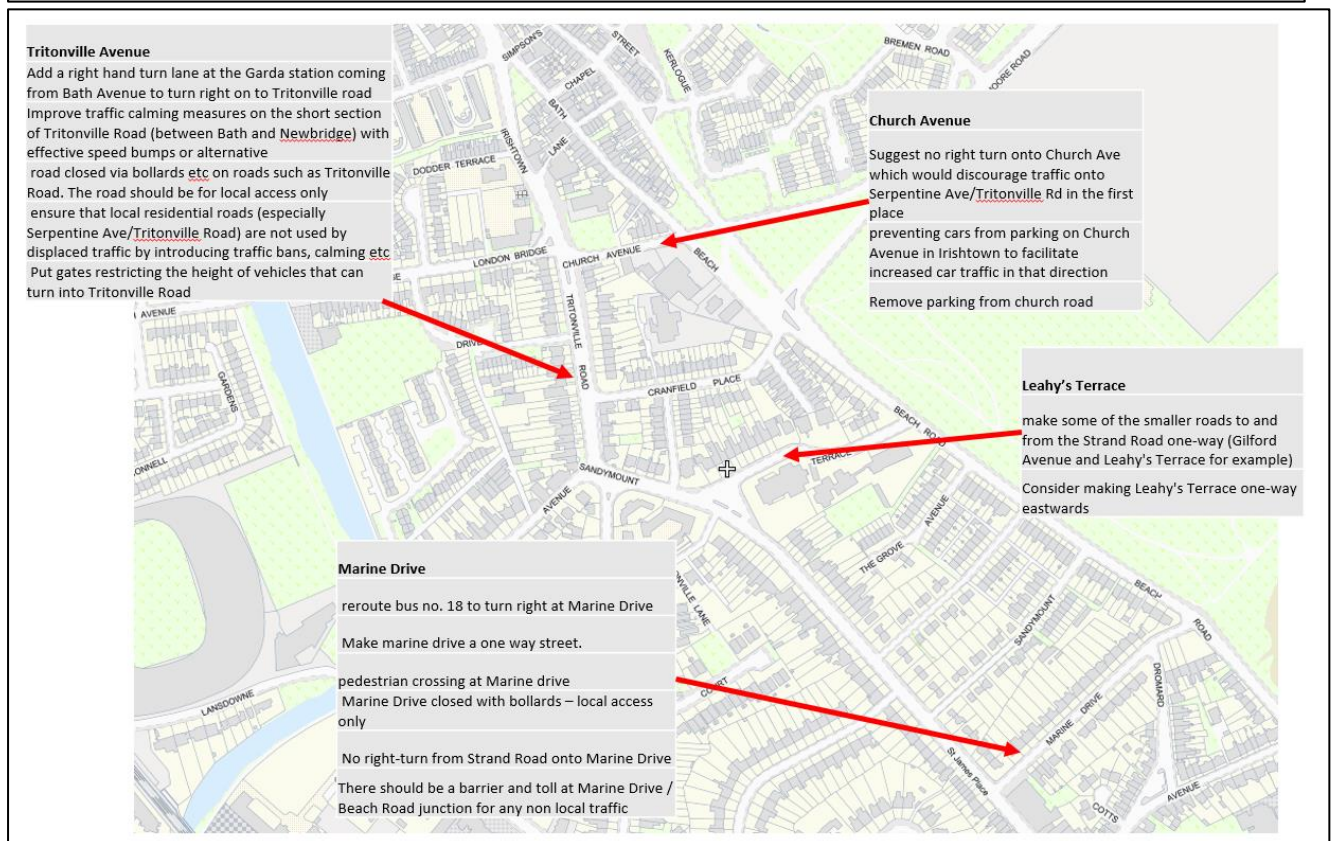 Tritonville Avenue
Add a right hand turn lane at the Garda station coming
from Bath Avenue to turn right on to Tritonville road
Improve traffic calming measures on the short section
of Tritonville Road (between Bath and Newbridge) with
effective speed bumps or alternative
road closed via bollards etc on roads such as Tritonville
Road. The road should be for local access only
ensure that local residential roads (especially
Serpentine Ave/Tritonville Road) are not used by
displaced traffic by introducing traffic bans, calming etc
Put gates restricting the height of vehicles that can
turn into Tritonville Road
Church Avenue
Suggest no right turn onto Church Ave
which would discourage traffic onto
Serpentine Ave/Tritonville Rd in the first
place
preventing cars from parking on Church
Avenue in Irishtown to facilitate
increased car traffic in that direction
Remove parking from church road
Leahy's Terrace
make some of the smaller roads to and
from the Strand Road one-way (Gilford
Avenue and Leahy's Terrace for example)
Consider making Leahy's Terrace one-way
eastwards
Marine Drive
reroute bus no. 18 to turn right at Marine Drive
Make marine drive a one way street.
pedestrian crossing at Marine drive
Marine Drive closed with bollards – local access
only
No right-turn from Strand Road onto Marine Drive
There should be a barrier and toll at Marine Drive /
Beach Road junction for any non local traffic
SIMPSON'S
STREET
KERLOGUE
BREMEN ROAD
OORE ROAD
CHAPEL
BATH
IRISHTOWN
LANE
DODDER TERRACE
LONDON BRIDGE
CHURCH AVENUE
BEACH
AVENUE
TRITONVILLE
ROAD
DRIVE
GARDENS
CRANFIELD PLACE
BEACH ROAD
TERRACE
ONNELL
SANDYMOUNT
AVENUE
THE GROVE
AVENUE
LANE
SANDYMOUNT
BEACH
ROAD
LANSDOWNE
COURT
DROMARD
MARINE DRIVE
St James Place
COTTS
AVENUE